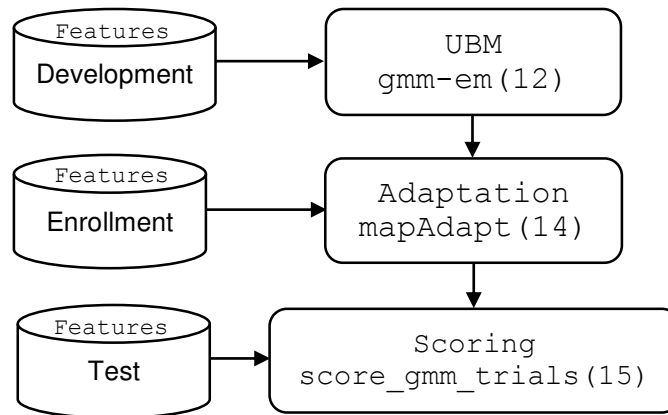 Features
Development
UBM
gmm-em(12)
Features
Enrollment
Adaptation
mapAdapt(14)
Features
Test
Scoring
score_gmm_trials(15)